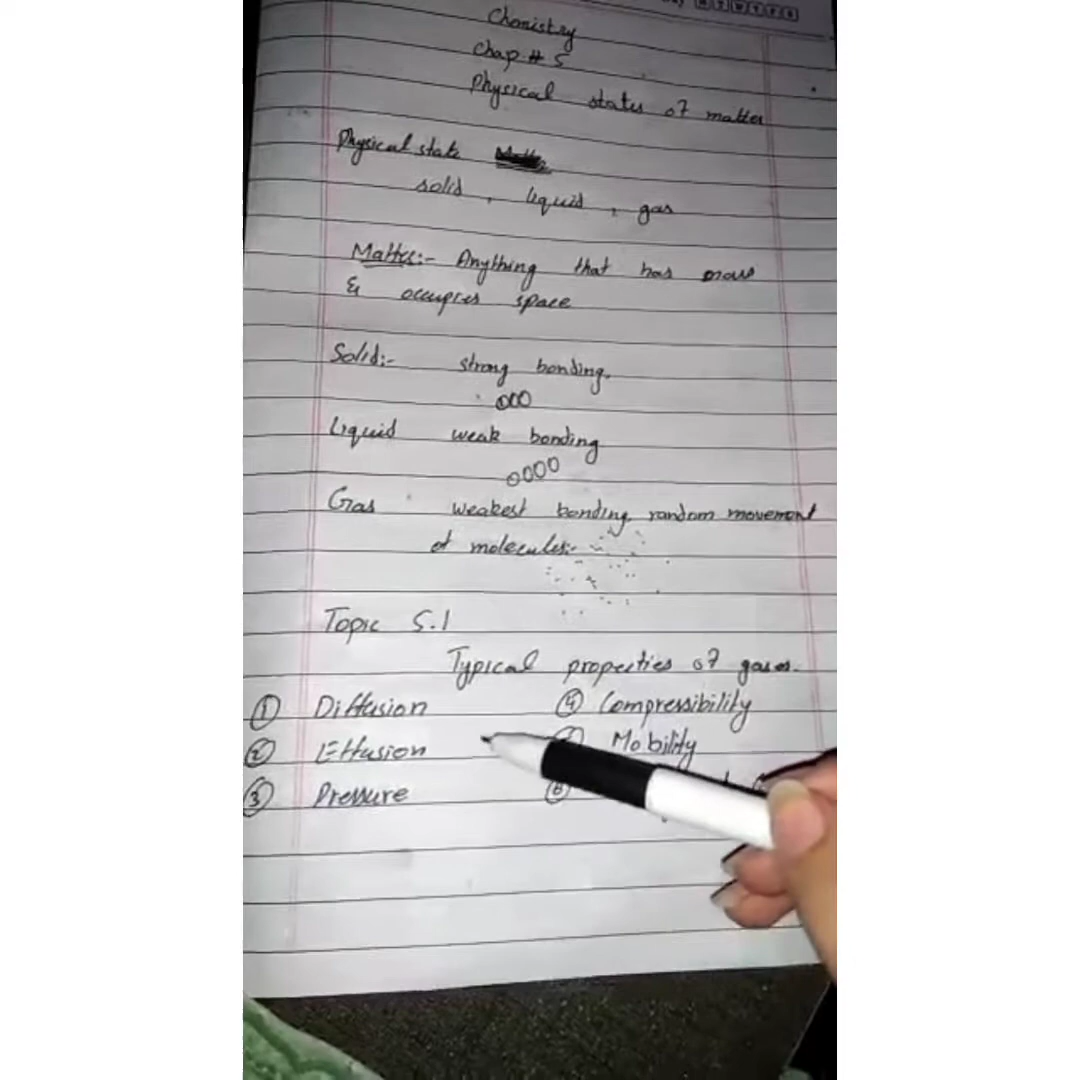 Chemistry
Chap # 5
Physical states of matter
Physical state
solid, liquid, gas
Matter:- Anything that has mass
& occupies space
Solid:- strong bonding.
Liquid weak bonding
Gas weakest bonding, random movement
of molecules:-
Topic 5.1
Typical properties of gases.
① Diffusion ④ Compressibility
② Effusion Mobility
③ Pressure ⑥